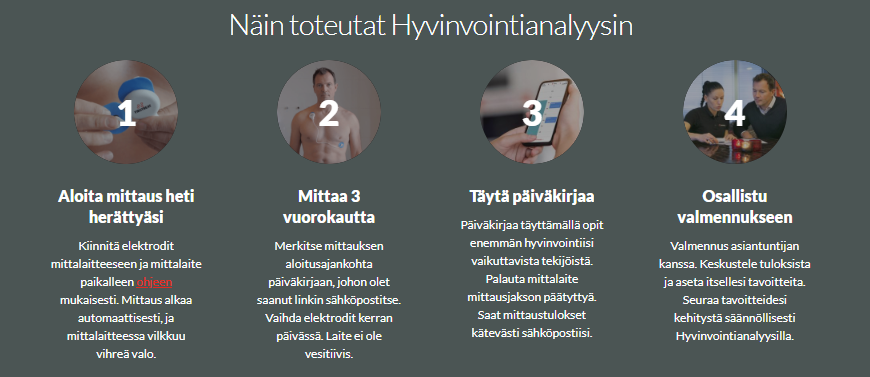 Näin toteutat Hyvinvointianalyysin
1
Aloita mittaus heti
herättyäsi
Kiinnitä elektrodit
mittalaitteeseen ja mittalaite
paikalleen ohjeen
mukaisesti. Mittaus alkaa
automaattisesti, ja
mittalaitteessa vilkkuu
vihreä valo.
2
Mittaa 3
vuorokautta
Merkitse mittauksen
aloitusajankohta
päiväkirjaan, johon olet
saanut linkin sähköpostitse.
Vaihda elektrodit kerran
päivässä. Laite ei ole
vesitiivis.
3
Täytä päiväkirjaa
Päiväkirjaa täyttämällä opit
enemmän hyvinvointiisi
vaikuttavista tekijöistä.
Palauta mittalaite
mittausjakson päätyttyä.
Saat mittaustulokset
kätevästi sähköpostiisi.
4
Osallistu
valmennukseen
Valmennus asiantuntijan
kanssa. Keskustele tuloksista
ja aseta itsellesi tavoitteita.
Seuraa tavoitteidesi
kehitystä säännöllisesti
Hyvinvointianalyysilla.